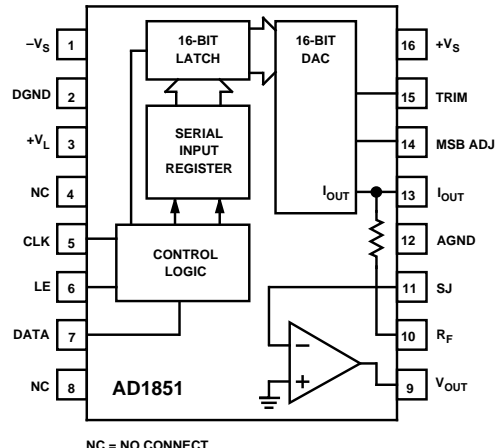 –VS 1
DGND 2
+VL 3
NC 4
CLK 5
LE 6
DATA 7
NC 8
16-BIT
LATCH
16-BIT
DAC
SERIAL
INPUT
REGISTER
CONTROL
LOGIC
IOUT
–
+
AD1851
16 +VS
15 TRIM
14 MSB ADJ
13 IOUT
12 AGND
11 SJ
10 RF
9 VOUT
NC = NO CONNECT